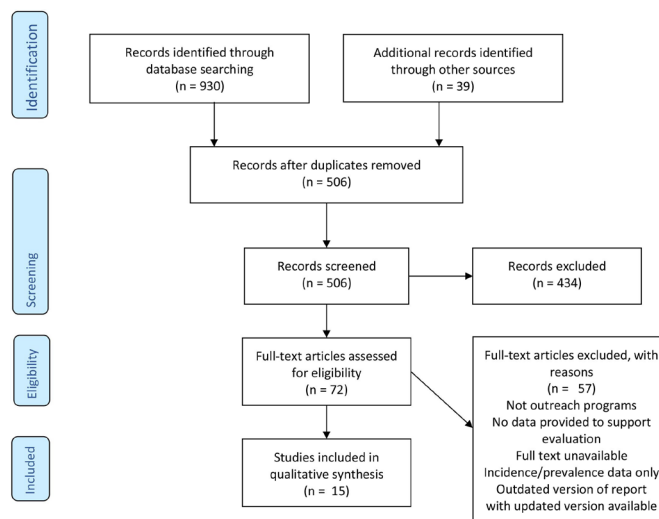 Identification
Records identified through
database searching
(n = 930)
Additional records identified
through other sources
(n = 39)
Records after duplicates removed
(n = 506)
Screening
Records screened
(n = 506)
Records excluded
(n = 434)
Eligibility
Full-text articles assessed
for eligibility
(n = 72)
Full-text articles excluded, with
reasons
(n = 57)
Not outreach programs
No data provided to support
evaluation
Full text unavailable
Incidence/prevalence data only
Outdated version of report
with updated version available
Included
Studies included in
qualitative synthesis
(n = 15)